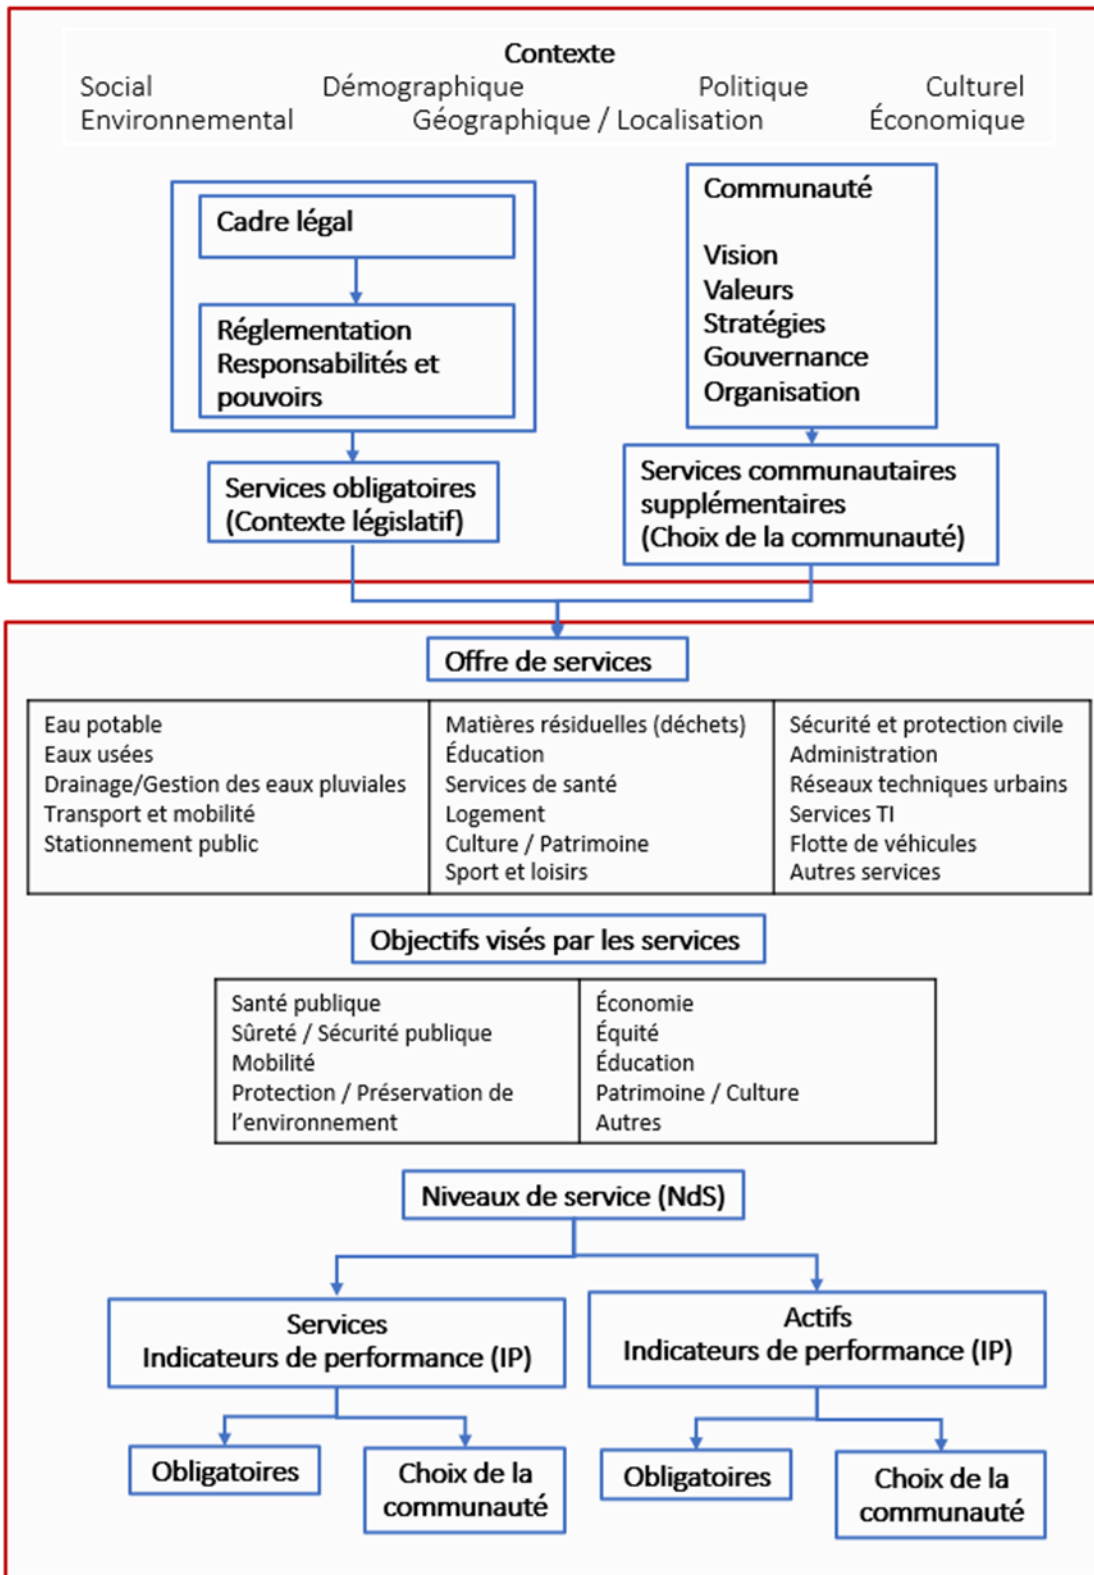 Contexte
Social Démographique Politique Culturel
Environnemental Géographique / Localisation Économique
Cadre légal
Réglementation
Responsabilités et
pouvoirs
Services obligatoires
(Contexte législatif)
Communauté
Vision
Valeurs
Stratégies
Gouvernance
Organisation
Services communautaires
supplémentaires
(Choix de la communauté)
Offre de services
Eau potable
Eaux usées
Drainage/Gestion des eaux pluviales
Transport et mobilité
Stationnement public
Matières résiduelles (déchets)
Éducation
Services de santé
Logement
Culture / Patrimoine
Sport et loisirs
Sécurité et protection civile
Administration
Réseaux techniques urbains
Services TI
Flotte de véhicules
Autres services
Objectifs visés par les services
Santé publique
Sûreté / Sécurité publique
Mobilité
Protection / Préservation de
l'environnement
Économie
Équité
Éducation
Patrimoine / Culture
Autres
Niveaux de service (NdS)
Services
Indicateurs de performance (IP)
Actifs
Indicateurs de performance (IP)
Obligatoires
Choix de la
communauté
Obligatoires
Choix de la
communauté